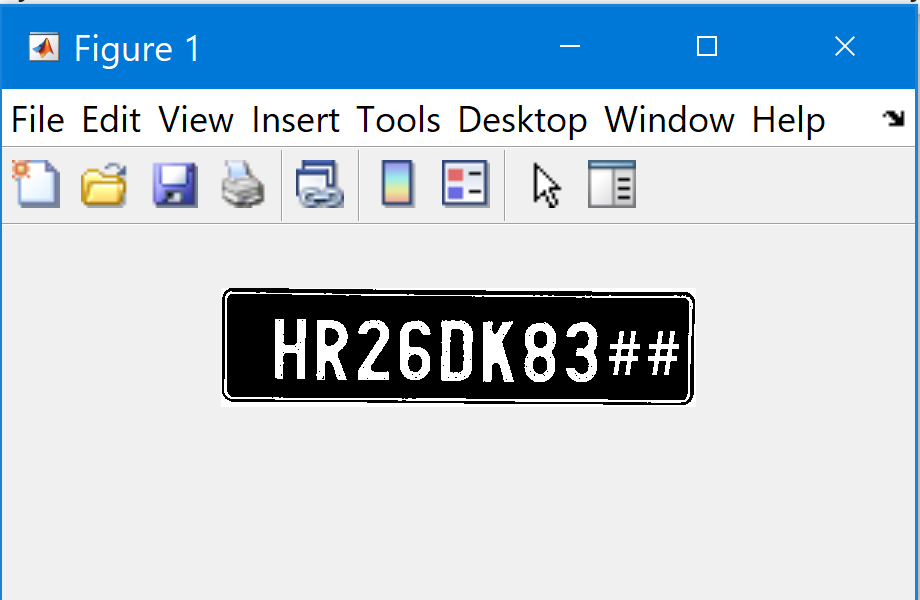 Figure 1
File Edit View Insert Tools Desktop Window Help
HR26DK83##